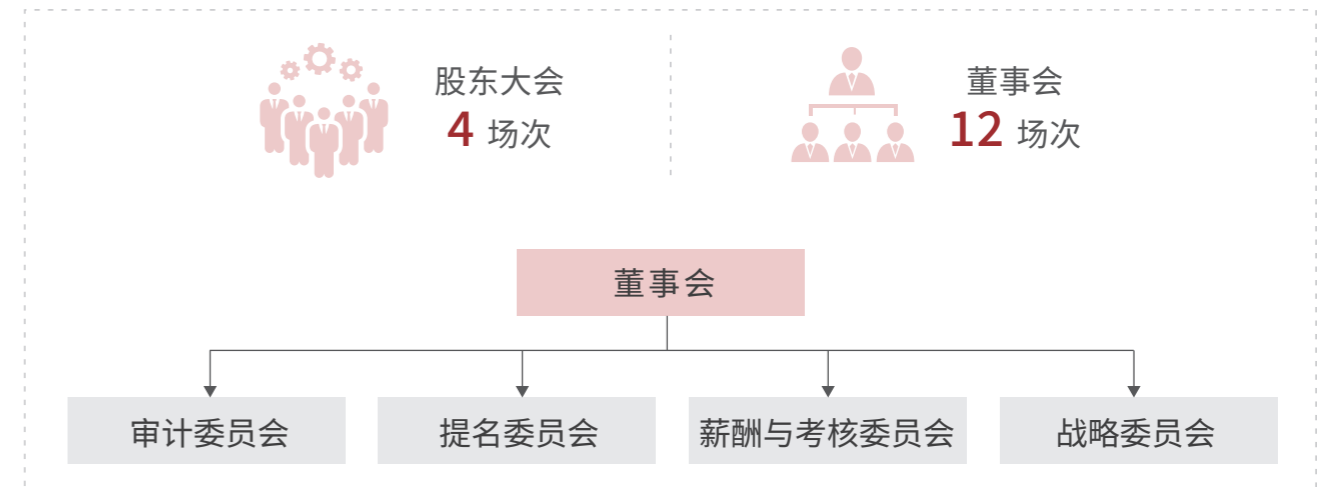 股东大会
4 场次
董事会
12 场次
董事会
审计委员会
提名委员会
薪酬与考核委员会
战略委员会